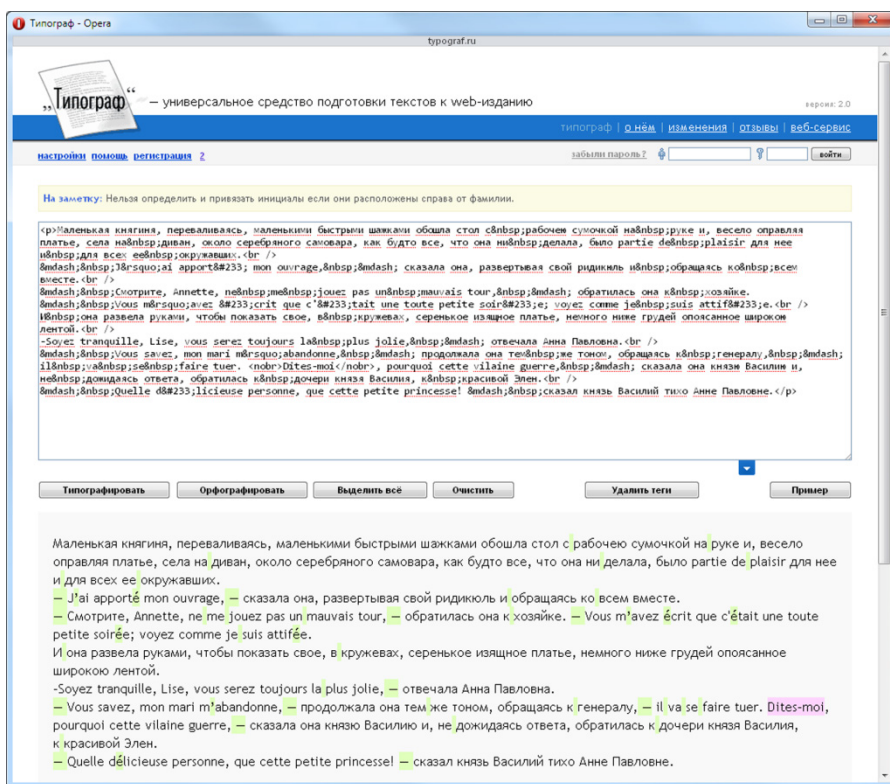 Типограф - Opera
typograf.ru
„Типограф“ — универсальное средство подготовки текстов к web-изданию
версия: 2.0
типограф | о нём | изменения | отзывы | веб-сервис
настройки помощь регистрация ? забыли пароль? войти
На заметку: Нельзя определить и привязать инициалы если они расположены справа от фамилии.
<p>Маленькая княгиня, переваливаясь, маленькими быстрыми шажками обошла стол с&nbsp;рабочею сумочкой на&nbsp;руке и, весело оправляя
платье, села на&nbsp;диван, около серебряного самовара, как будто все, что она ни&nbsp;делала, было partie de&nbsp;plaisir для нее
и&nbsp;для всех ее&nbsp;окружавших.<br />
&mdash;&nbsp;J&rsquo;ai apport&#233; mon ouvrage,&nbsp;&mdash; сказала она, развертывая свой ридикюль и&nbsp;обращаясь ко&nbsp;всем
вместе.<br />
&mdash;&nbsp;Смотрите, Annette, ne&nbsp;me&nbsp;jouez pas un&nbsp;mauvais tour,&nbsp;&mdash; обратилась она к&nbsp;хозяйке.
&mdash;&nbsp;Vous m&rsquo;avez &#233;crit que c'&#233;tait une toute petite soir&#233;e; voyez comme je&nbsp;suis attif&#233;e.<br />
И&nbsp;она развела руками, чтобы показать свое, в&nbsp;кружевах, серенькое изящное платье, немного ниже грудей опоясанное широкою
лентой.<br />
-Soyez tranquille, Lise, vous serez toujours la&nbsp;plus jolie,&nbsp;&mdash; отвечала Анна Павловна.<br />
&mdash;&nbsp;Vous savez, mon mari m&rsquo;abandonne,&nbsp;&mdash; продолжала она тем&nbsp;же тоном, обращаясь к&nbsp;генералу,&nbsp;&mdash;
il&nbsp;va&nbsp;se&nbsp;faire tuer. <nobr>Dites-moi</nobr>, pourquoi cette vilaine guerre,&nbsp;&mdash; сказала она князю Василию и,
не&nbsp;дожидаясь ответа, обратилась к&nbsp;дочери князя Василия, к&nbsp;красивой Элен.<br />
&mdash;&nbsp;Quelle d&#233;licieuse personne, que cette petite princesse! &mdash;&nbsp;сказал князь Василий тихо Анне Павловне.</p>
Типографировать Орфографировать Выделить всё Очистить Удалить теги Пример
Маленькая княгиня, переваливаясь, маленькими быстрыми шажками обошла стол с рабочею сумочкой на руке и, весело
оправляя платье, села на диван, около серебряного самовара, как будто все, что она ни делала, было partie de plaisir для нее
и для всех ее окружавших.
— J’ai apporté mon ouvrage, — сказала она, развертывая свой ридикюль и обращаясь ко всем вместе.
— Смотрите, Annette, ne me jouez pas un mauvais tour, — обратилась она к хозяйке. — Vous m’avez écrit que c'était une toute
petite soirée; voyez comme je suis attifée.
И она развела руками, чтобы показать свое, в кружевах, серенькое изящное платье, немного ниже грудей опоясанное
широкою лентой.
-Soyez tranquille, Lise, vous serez toujours la plus jolie, — отвечала Анна Павловна.
— Vous savez, mon mari m’abandonne, — продолжала она тем же тоном, обращаясь к генералу, — il va se faire tuer. Dites-moi,
pourquoi cette vilaine guerre, — сказала она князю Василию и, не дожидаясь ответа, обратилась к дочери князя Василия,
к красивой Элен.
— Quelle délicieuse personne, que cette petite princesse! — сказал князь Василий тихо Анне Павловне.